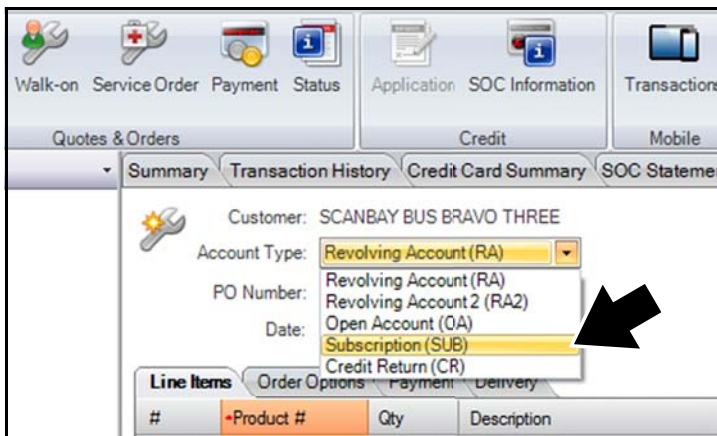 Walk-on Service Order Payment Status Application SOC Information Transactions
Quotes & Orders Credit Mobile
Summary Transaction History Credit Card Summary SOC Stateme
Customer: SCANBAY BUS BRAVO THREE
Account Type: Revolving Account (RA)
PO Number: Revolving Account (RA)
Revolving Account 2 (RA2)
Date: Open Account (OA)
Subscription (SUB)
Credit Return (CR)
Line Items Order Options Payment Delivery
# Product # Qty Description